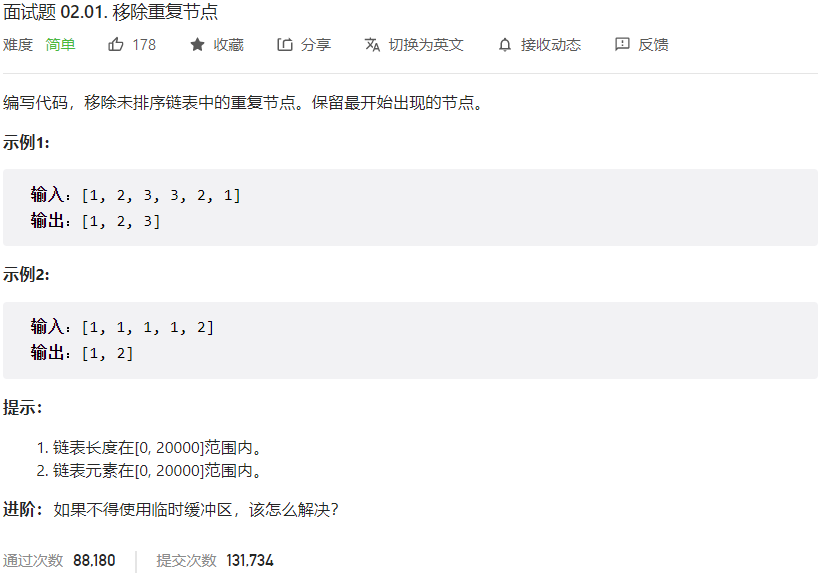 面试题 02.01. 移除重复节点
难度 简单 178 收藏 分享 切换为英文 接收动态 反馈
编写代码，移除未排序链表中的重复节点。保留最开始出现的节点。
示例1:
输入：[1, 2, 3, 3, 2, 1]
输出：[1, 2, 3]
示例2:
输入：[1, 1, 1, 1, 2]
输出：[1, 2]
提示：
1. 链表长度在[0, 20000]范围内。
2. 链表元素在[0, 20000]范围内。
进阶：如果不得使用临时缓冲区，该怎么解决？
通过次数 88,180 提交次数 131,734